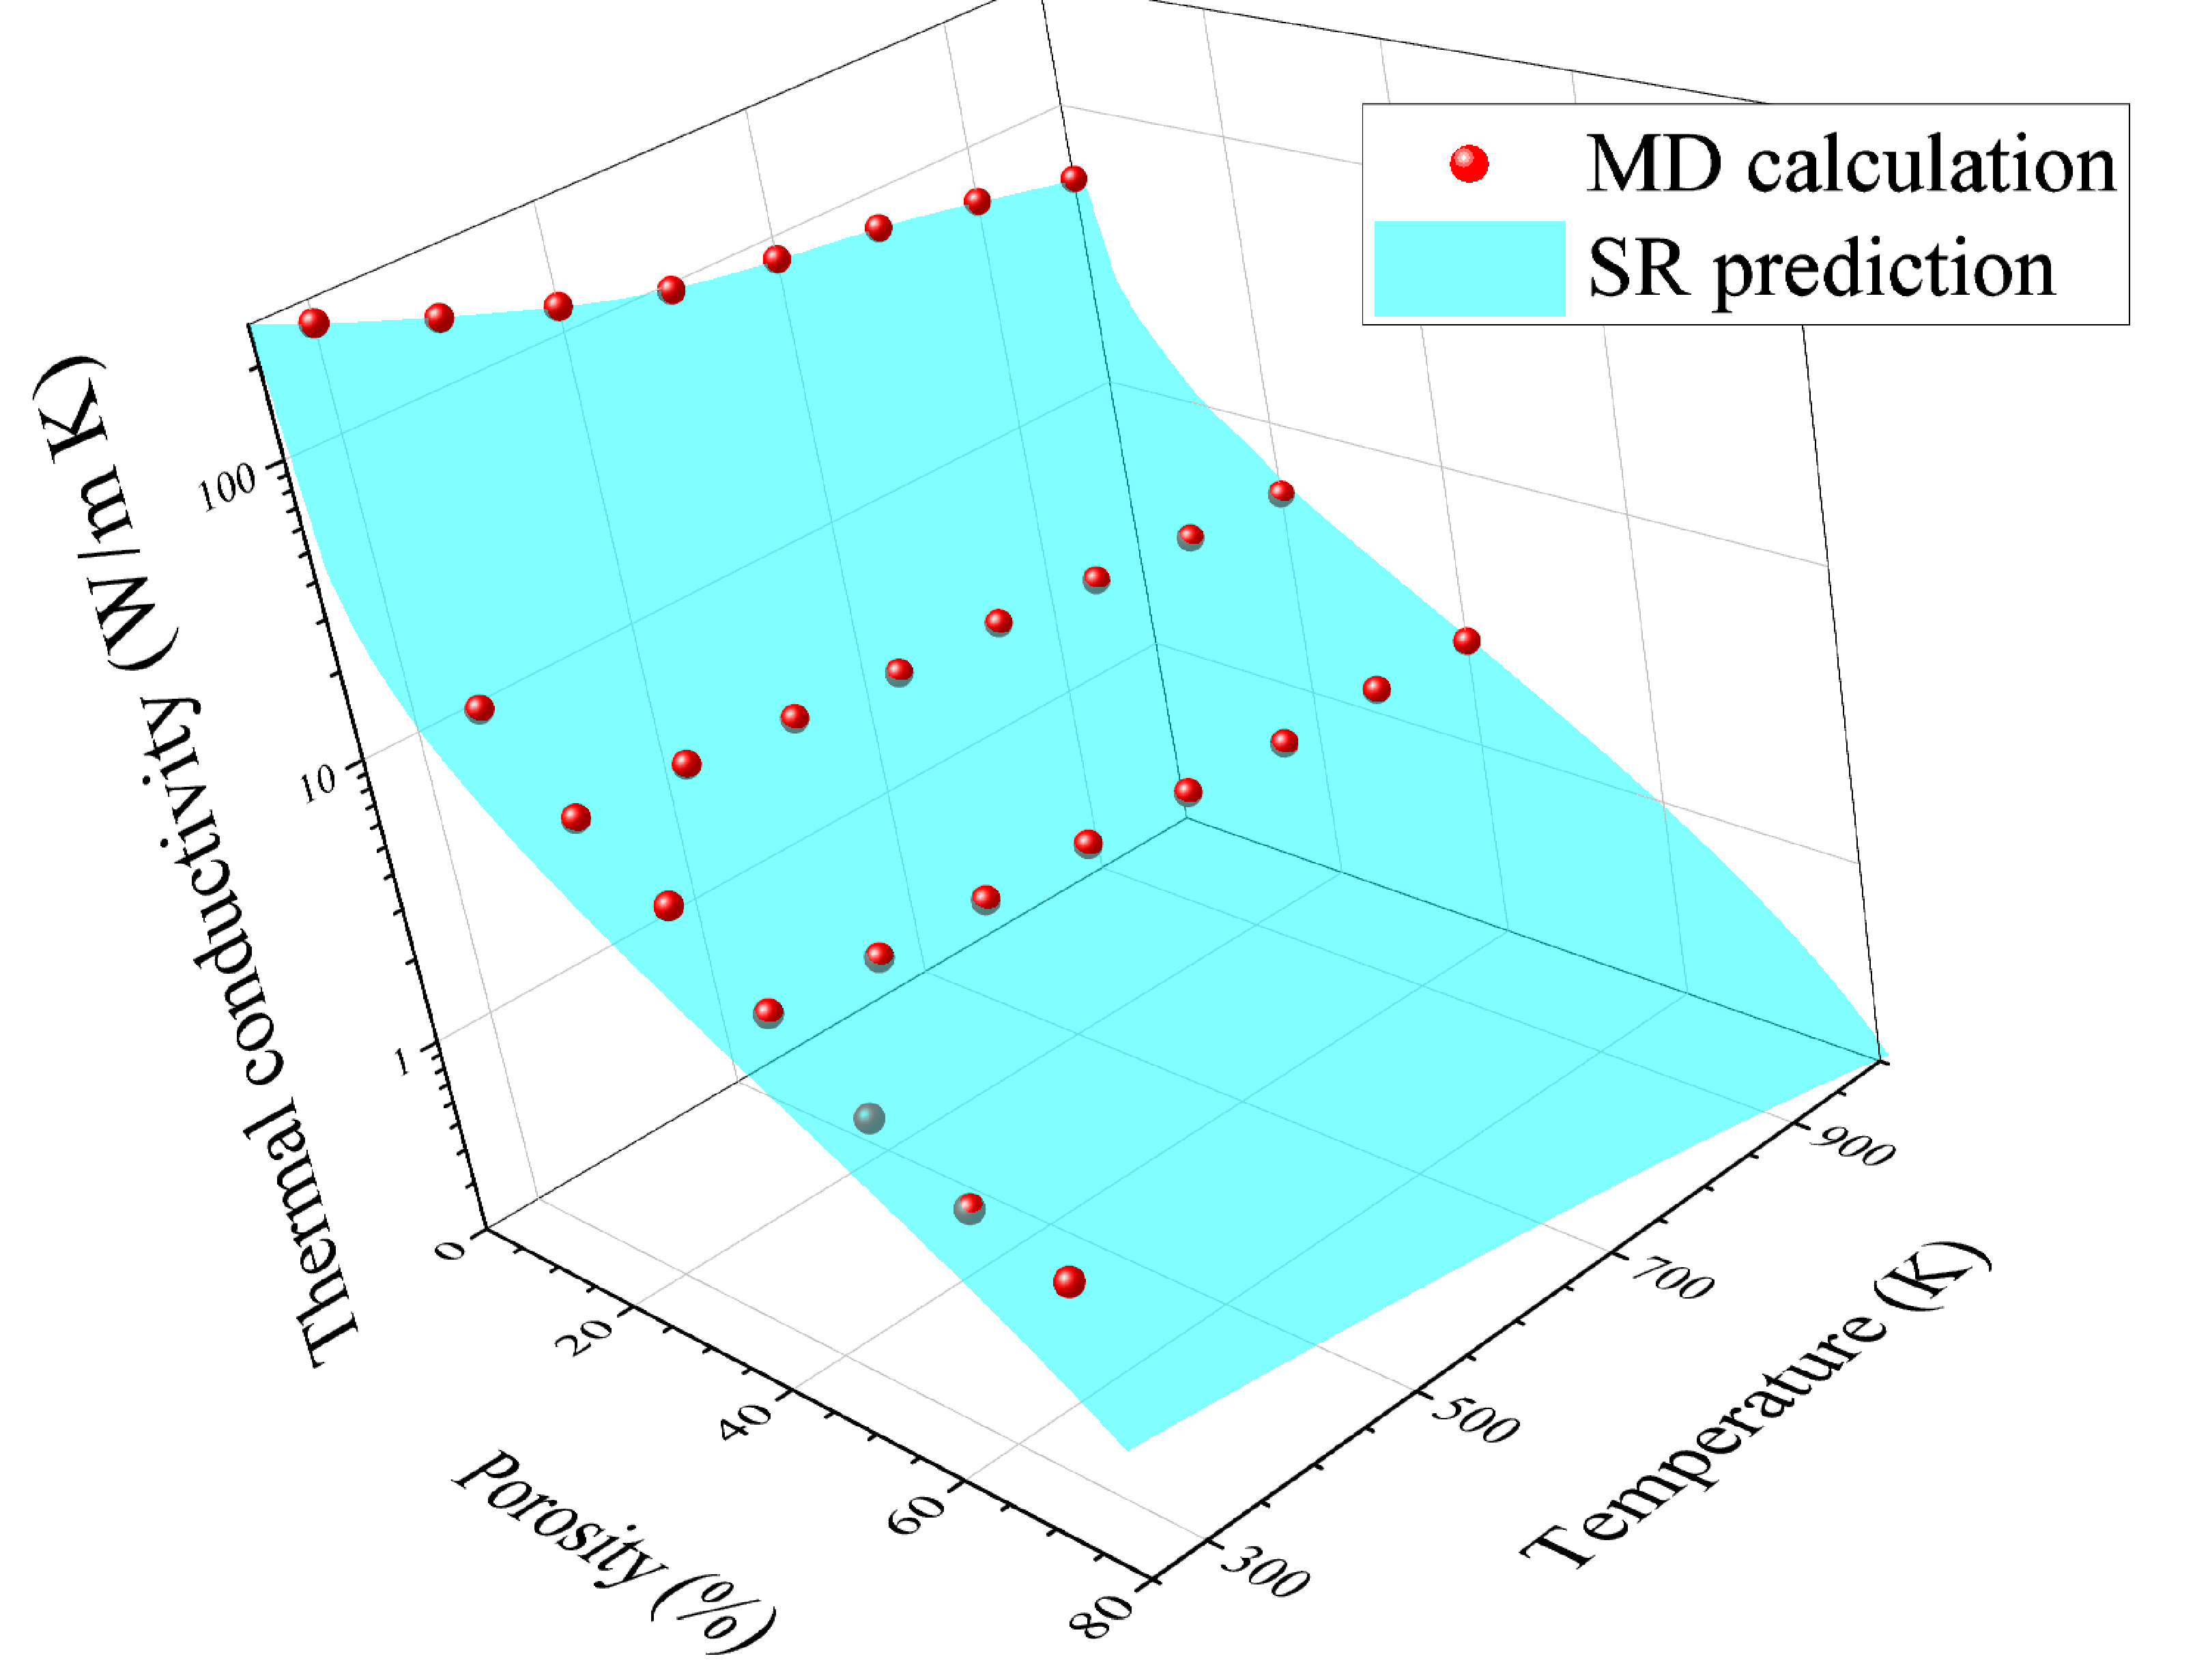 MD calculation
SR prediction
Thermal conductivity (W/m K)
100
10
1
0
20
40
60
80
Porosity (%)
300
500
700
900
Temperature (K)